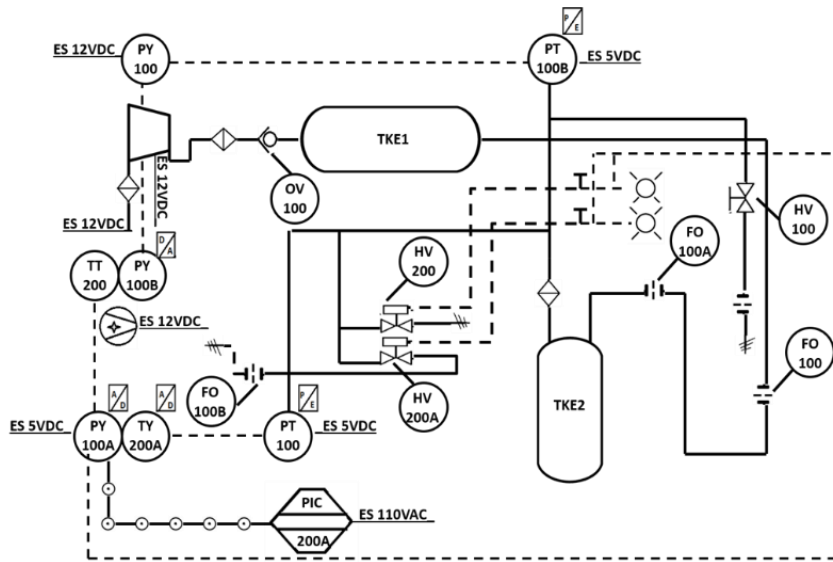 P
E
ES 12VDC
PY
100
PT
100B
ES 5VDC
TKE1
ES 12VDC
ES 12VDC
OV
100
HV
100
FO
100A
HV
200
D
A
TT
200
PY
100B
ES 12VDC
FO
100
FO
100B
HV
200A
TKE2
A
D
A
D
P
E
ES 5VDC
PY
100A
TY
200A
PT
100
ES 5VDC
PIC
200A
ES 110VAC